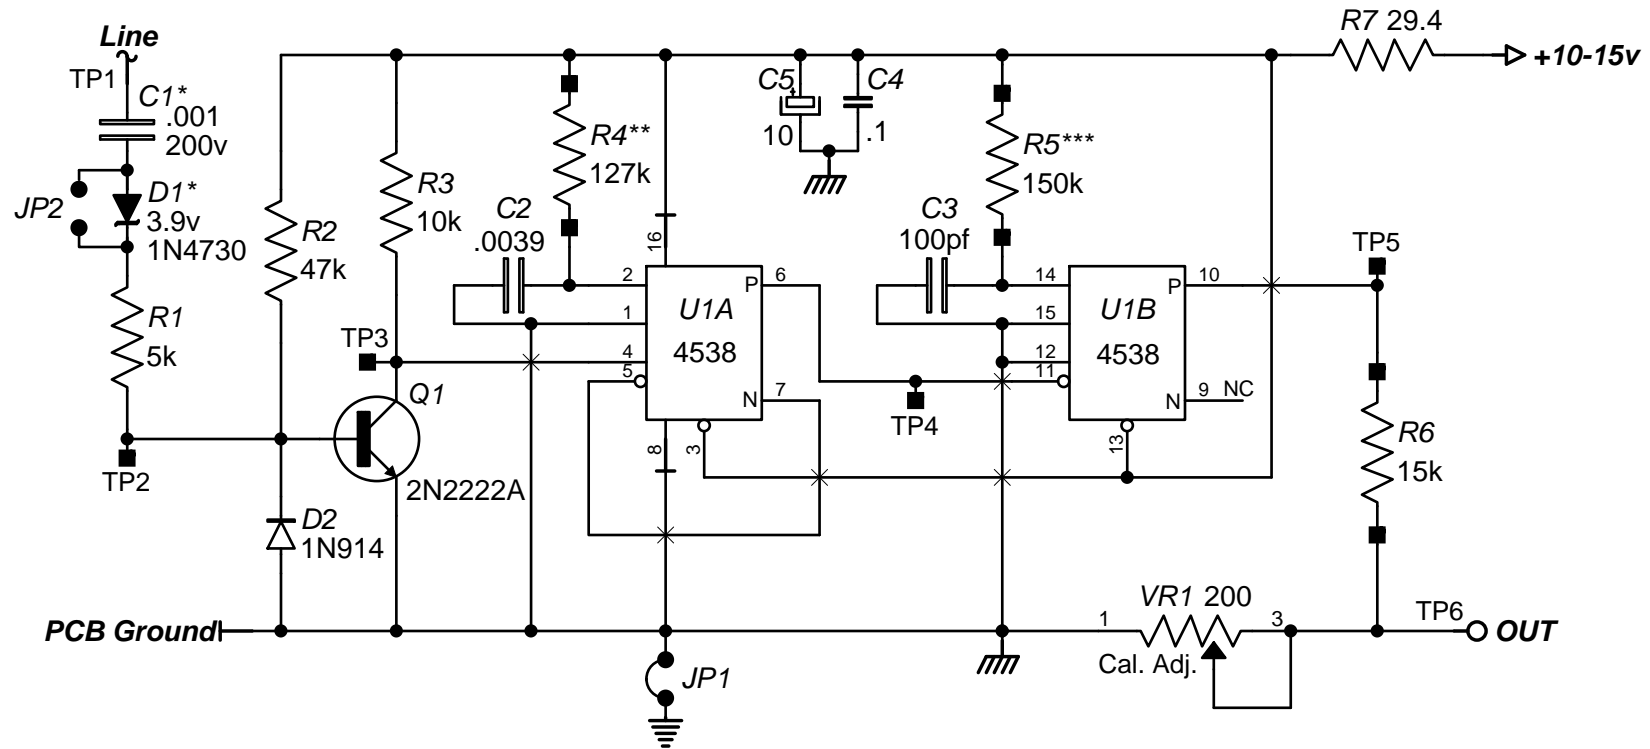 Line
TP1
C1*
.001
200v
JP2
D1*
3.9v
1N4730
R1
5k
TP2
R2
47k
D2
1N914
PCB Ground
R3
10k
TP3
Q1
2N2222A
C2
.0039
R4**
127k
16
2
1
4
5
U1A
4538
P
N
6
7
8
3
JP1
C5
+
10
C4
.1
TP4
C3
100pf
R5***
150k
14
15
12
11
U1B
4538
P
N
10
9 NC
13
R7 29.4
+10-15v
TP5
R6
15k
VR1 200
1
3
Cal. Adj.
TP6
OUT